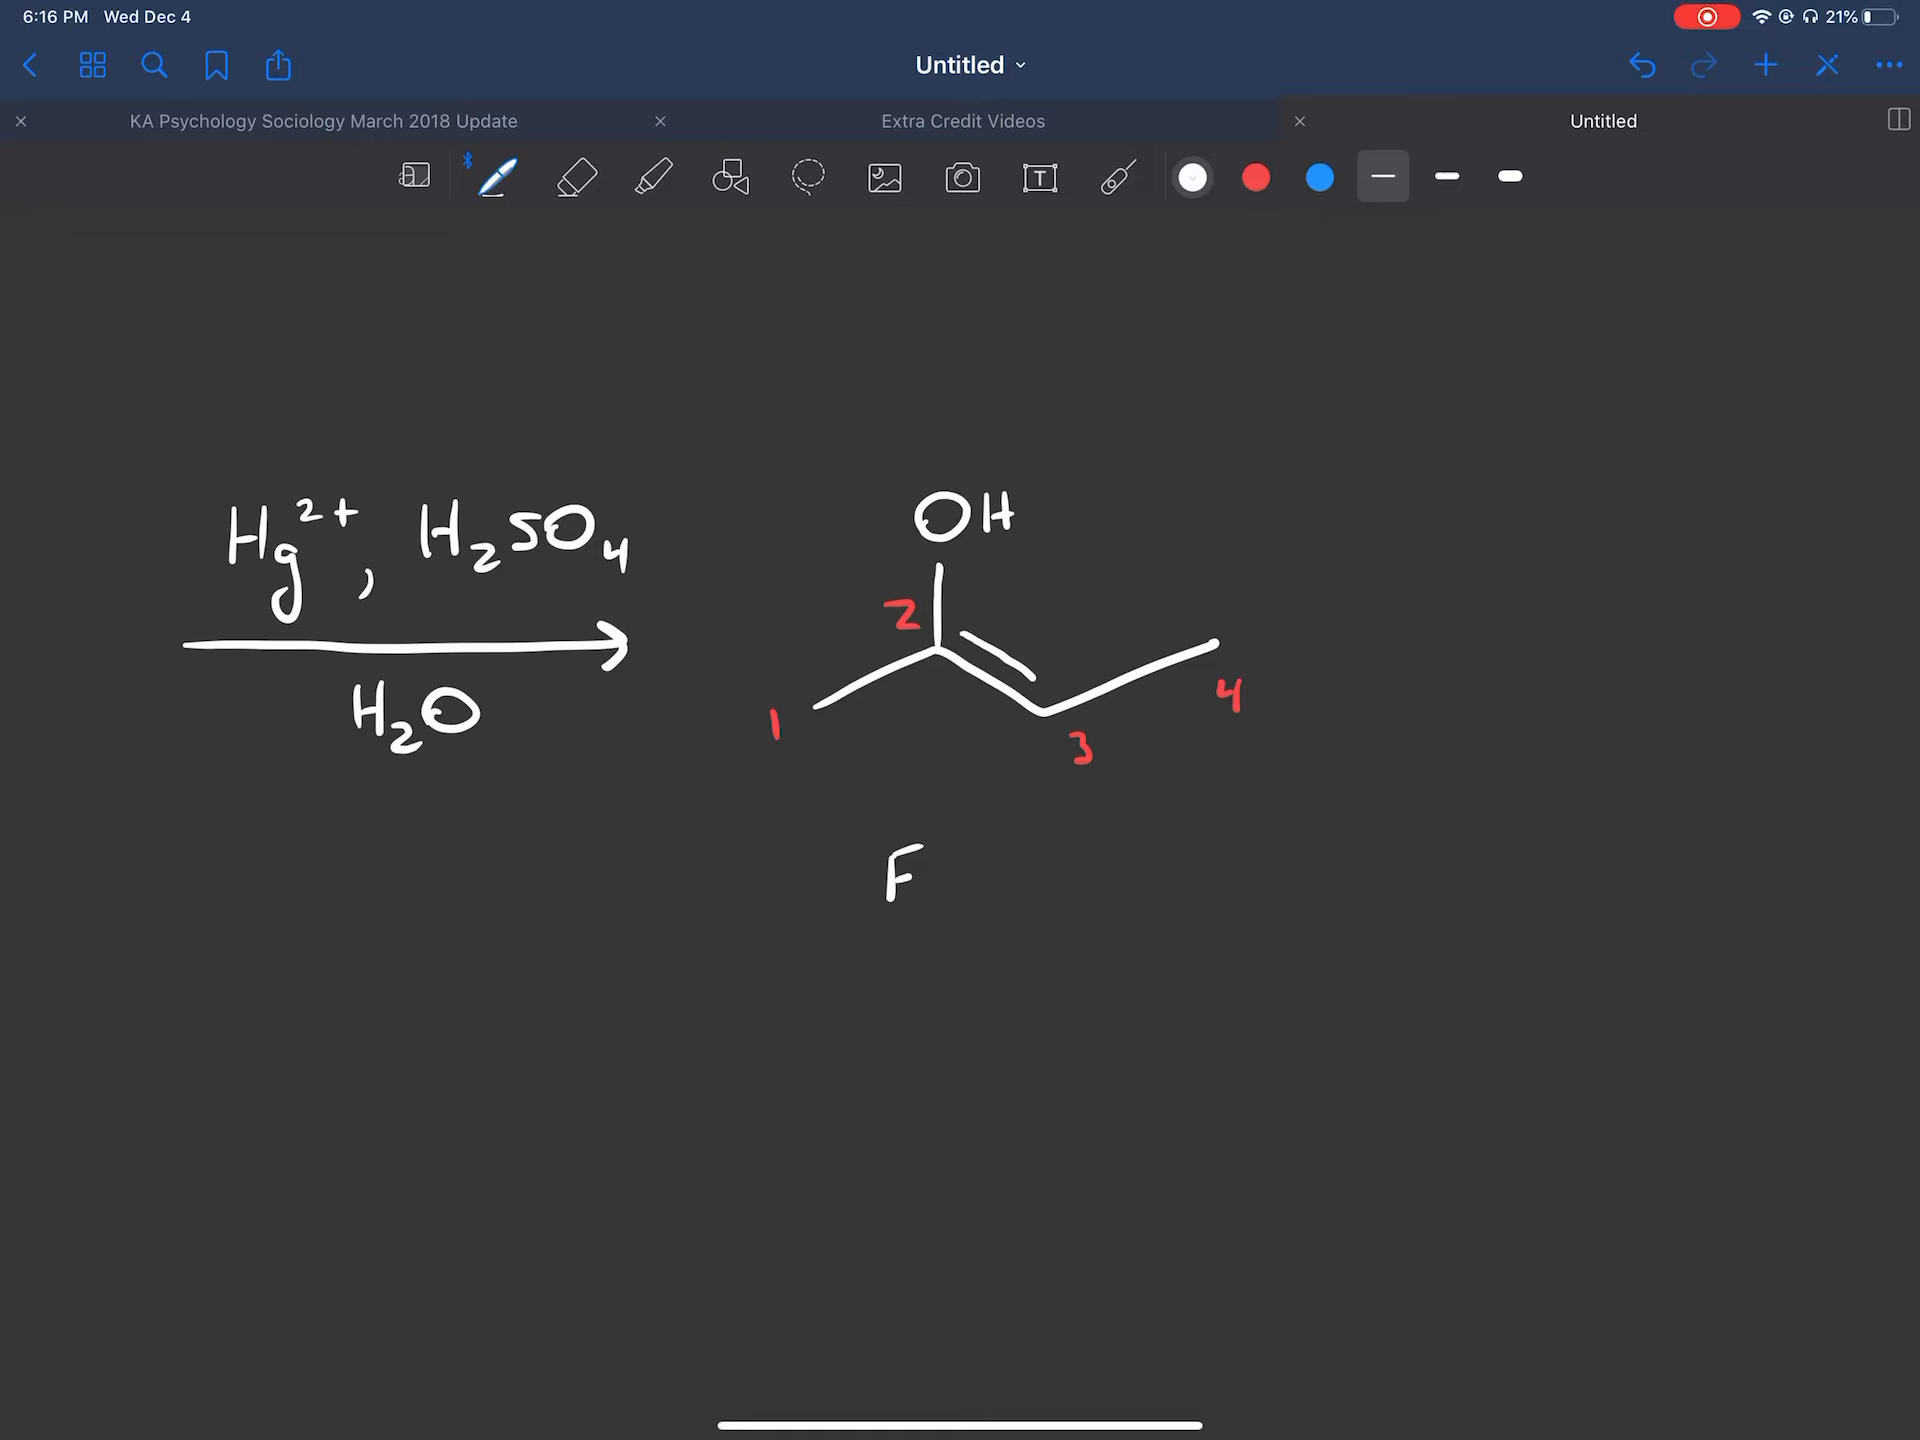 6:16 PM Wed Dec 4
21%
Untitled
KA Psychology Sociology March 2018 Update
Extra Credit Videos
Untitled
T
Hg²⁺, H₂SO₄
H₂O
OH
2
1
3
4
F